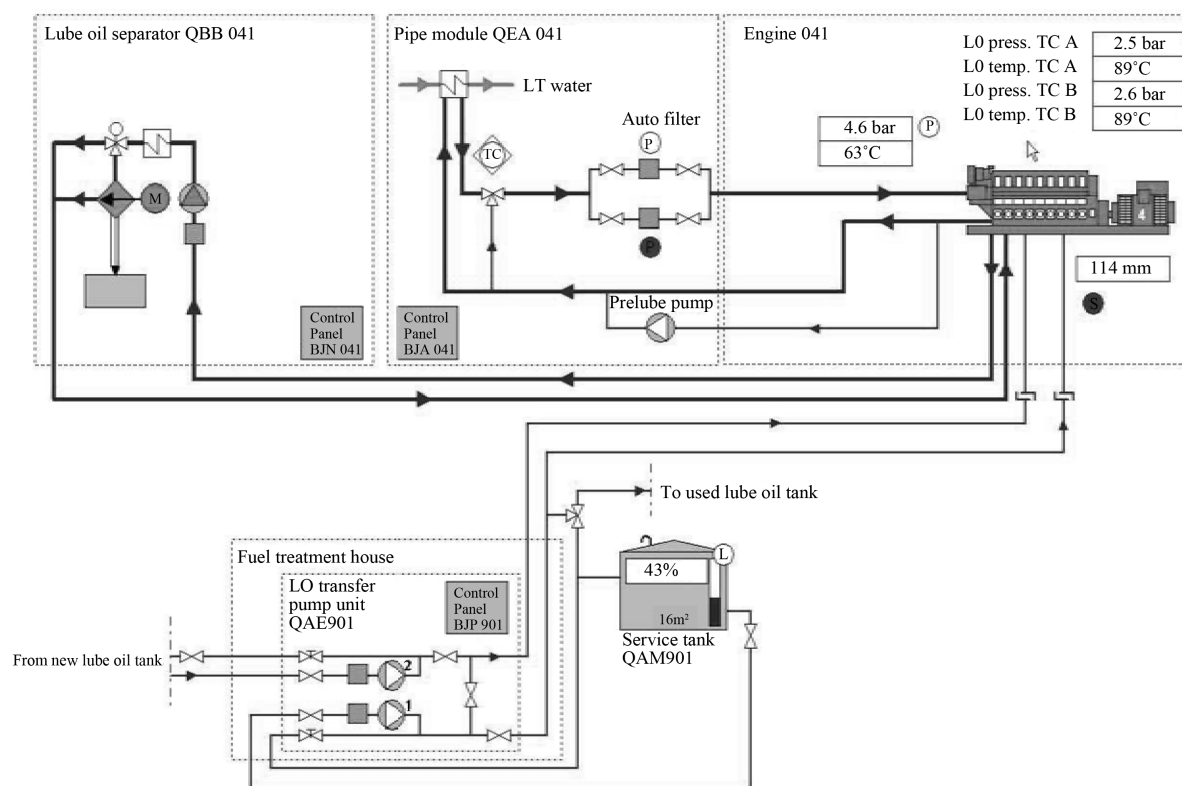 Lube oil separator QBB 041
Pipe module QEA 041
Engine 041
L0 press. TC A
2.5 bar
L0 temp. TC A
89˚C
L0 press. TC B
2.6 bar
L0 temp. TC B
89˚C
LT water
Auto filter
P
4.6 bar
P
63˚C
TC
M
P
4
114 mm
S
Prelube pump
Control
Panel
BJN 041
Control
Panel
BJA 041
To used lube oil tank
Fuel treatment house
L
43%
LO transfer
pump unit
QAE901
Control
Panel
BJP 901
16m²
Service tank
QAM901
From new lube oil tank
2
1